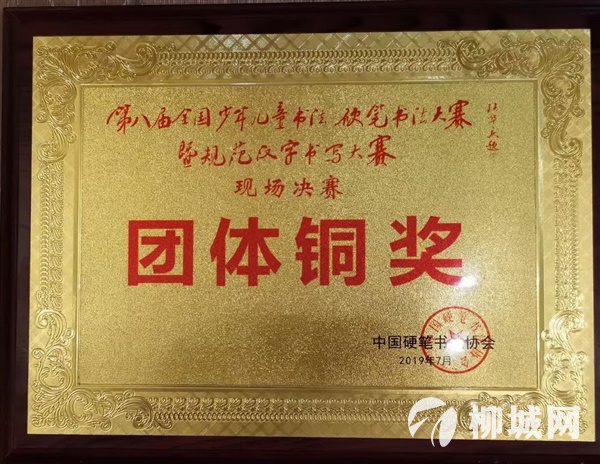 第八届全国少年儿童书法 硬笔书法大赛
暨规范汉字书写大赛
现场决赛
团体铜奖
中国硬笔书法协会
2019年7月
柳城网